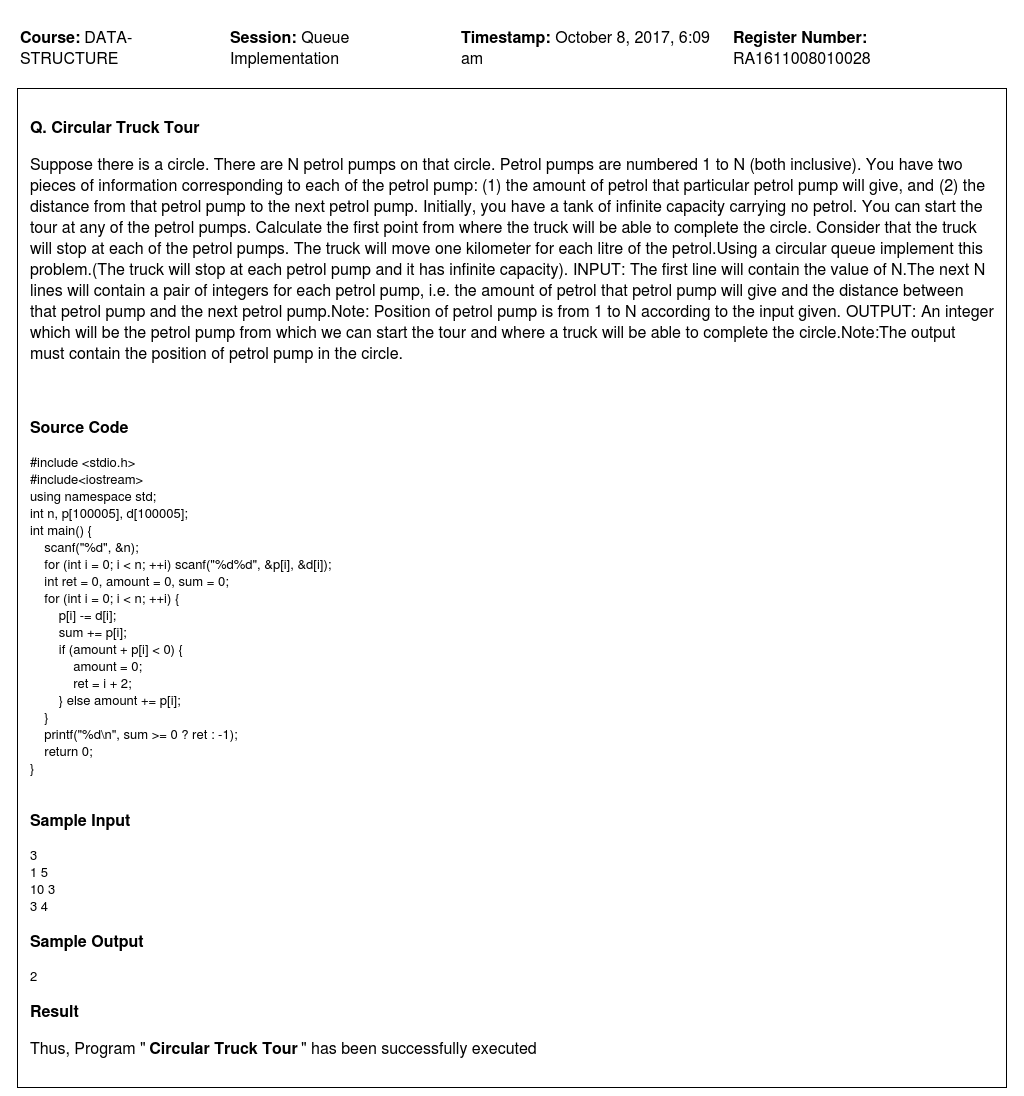 Course: DATA-
STRUCTURE
Session: Queue
Implementation
Timestamp: October 8, 2017, 6:09
am
Register Number:
RA1611008010028
Q. Circular Truck Tour
Suppose there is a circle. There are N petrol pumps on that circle. Petrol pumps are numbered 1 to N (both inclusive). You have two
pieces of information corresponding to each of the petrol pump: (1) the amount of petrol that particular petrol pump will give, and (2) the
distance from that petrol pump to the next petrol pump. Initially, you have a tank of infinite capacity carrying no petrol. You can start the
tour at any of the petrol pumps. Calculate the first point from where the truck will be able to complete the circle. Consider that the truck
will stop at each of the petrol pumps. The truck will move one kilometer for each litre of the petrol.Using a circular queue implement this
problem.(The truck will stop at each petrol pump and it has infinite capacity). INPUT: The first line will contain the value of N.The next N
lines will contain a pair of integers for each petrol pump, i.e. the amount of petrol that petrol pump will give and the distance between
that petrol pump and the next petrol pump.Note: Position of petrol pump is from 1 to N according to the input given. OUTPUT: An integer
which will be the petrol pump from which we can start the tour and where a truck will be able to complete the circle.Note:The output
must contain the position of petrol pump in the circle.
Source Code
#include <stdio.h>
#include<iostream>
using namespace std;
int n, p[100005], d[100005];
int main() {
    scanf("%d", &n);
    for (int i = 0; i < n; ++i) scanf("%d%d", &p[i], &d[i]);
    int ret = 0, amount = 0, sum = 0;
    for (int i = 0; i < n; ++i) {
        p[i] -= d[i];
        sum += p[i];
        if (amount + p[i] < 0) {
            amount = 0;
            ret = i + 2;
        } else amount += p[i];
    }
    printf("%d\n", sum >= 0 ? ret : -1);
    return 0;
}
Sample Input
3
1 5
10 3
3 4
Sample Output
2
Result
Thus, Program " Circular Truck Tour " has been successfully executed